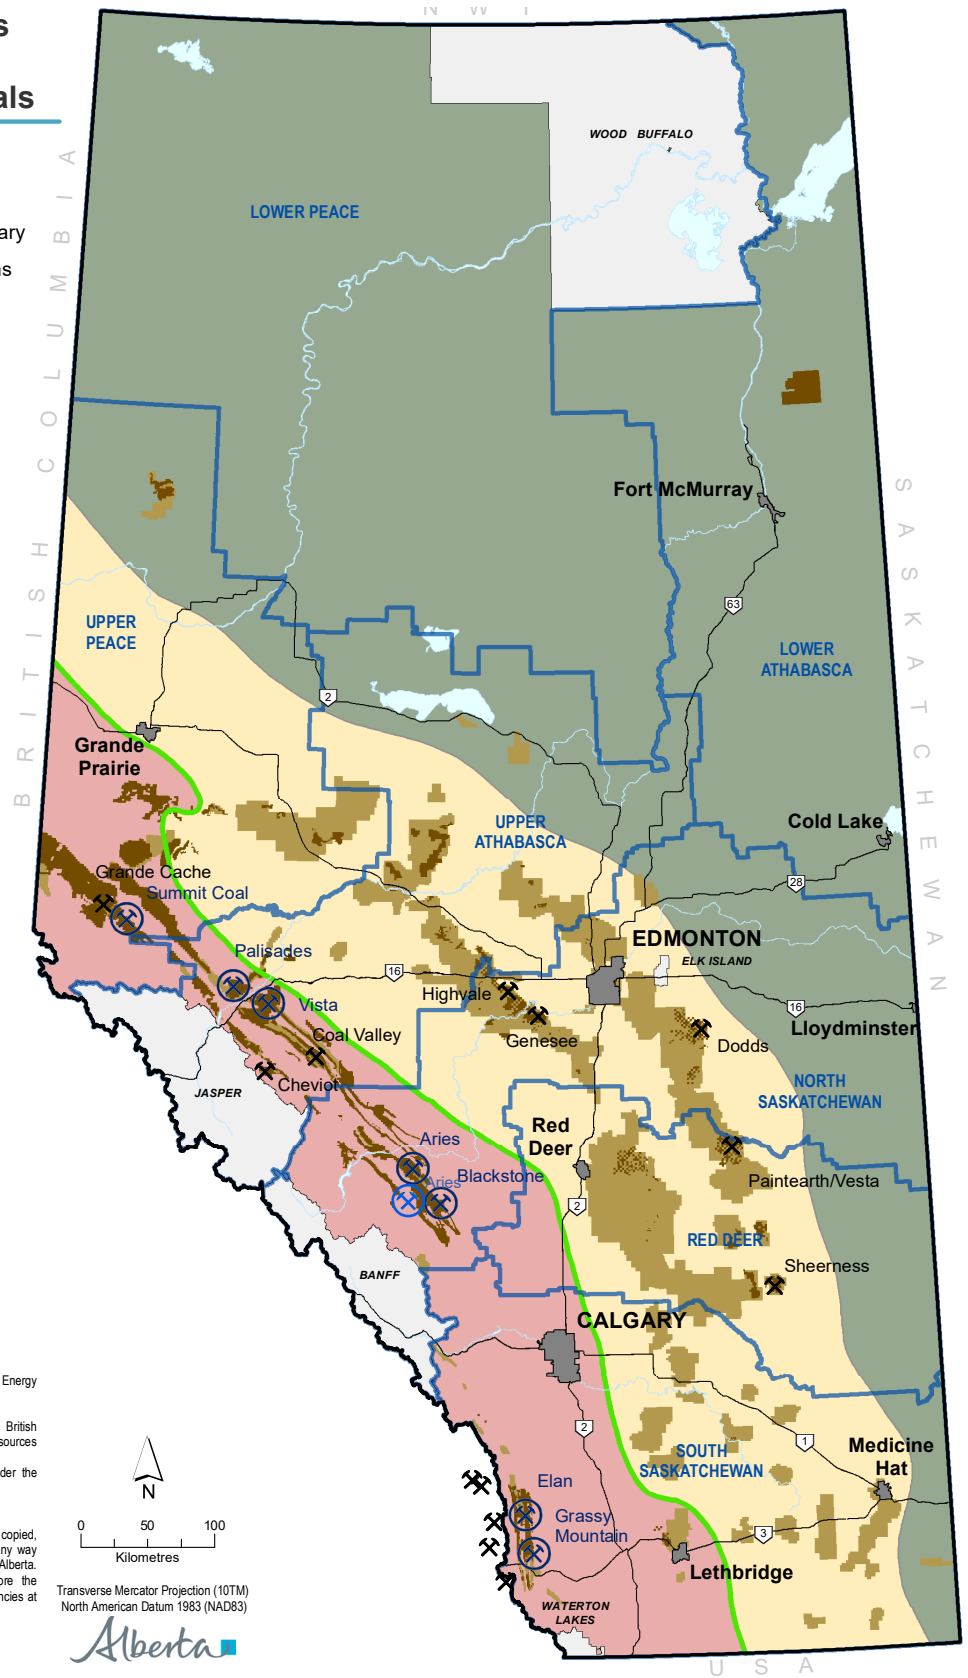 N W T
WOOD BUFFALO
LOWER PEACE
BRITISH COLUMBIA
Fort McMurray
SASKATCHEWAN
63
UPPER
PEACE
LOWER
ATHABASCA
2
Grande
Prairie
UPPER
ATHABASCA
Cold Lake
28
Grande Cache
Summit Coal
EDMONTON
ELK ISLAND
Palisades
16
Highvale
Vista
16
Genesee
Lloydminster
Coal Valley
Dodds
Cheviot
JASPER
NORTH
SASKATCHEWAN
Red
Deer
Aries
Blackstone
Aries
Paintearth/Vesta
2
RED DEER
Sheerness
BANFF
CALGARY
2
1
SOUTH
SASKATCHEWAN
Medicine
Hat
Elan
Grassy
Mountain
3
Lethbridge
WATERTON
LAKES
USA
s
als
ary
ns
Energy
British
sources
der the
N
0 50 100
Kilometres
copied,
ny way
Alberta.
ore the
ncies at
Transverse Mercator Projection (10TM)
North American Datum 1983 (NAD83)
Alberta